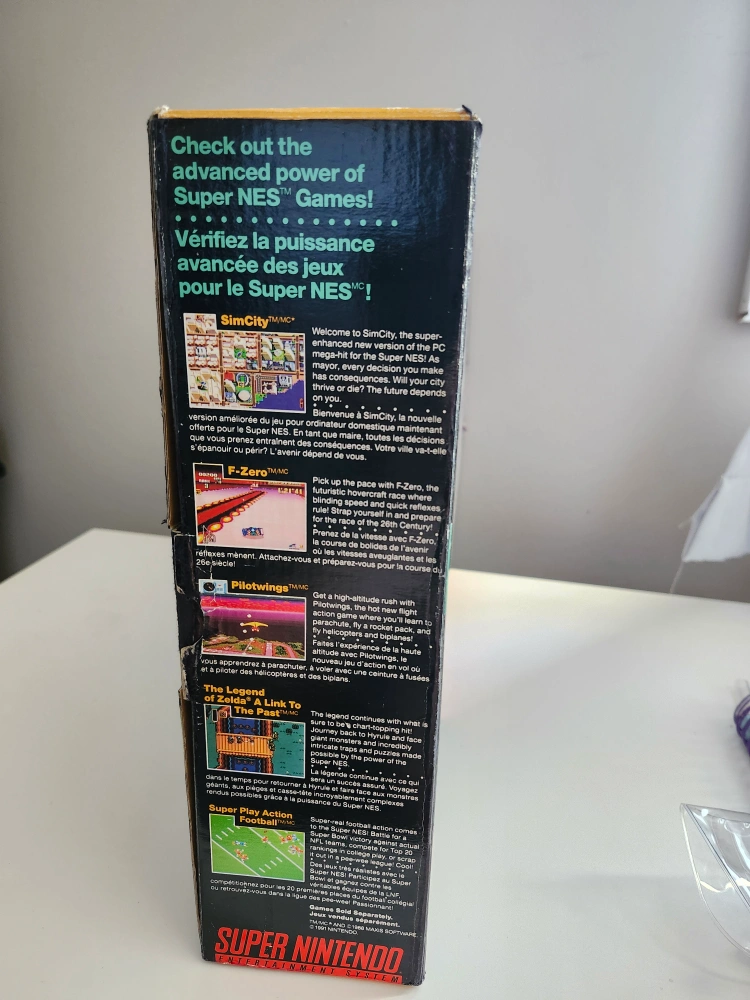 Check out the
advanced power of
Super NES™ Games!
Vérifiez la puissance
avancée des jeux
pour le Super NES MC!
SimCity TM/MC*
Welcome to SimCity, the super-
enhanced new version of the PC
mega-hit for the Super NES! As
mayor, every decision you make
has consequences. Will your city
thrive or die? The future depends
on you.
Bienvenue à SimCity, la nouvelle
version améliorée du jeu pour ordinateur domestique maintenant
offerte pour le Super NES. En tant que maire, toutes les décisions
que vous prenez entraînent des conséquences. Votre ville va-t-elle
s'épanouir ou périr? L'avenir dépend de vous.
F-Zero TM/MC
Pick up the pace with F-Zero, the
futuristic hovercraft race where
blinding speed and quick reflexes
rule! Strap yourself in and prepare
for the race of the 26th Century!
Prenez de la vitesse avec F-Zero,
la course de bolides de l'avenir
où les vitesses aveuglantes et les
réflexes mènent. Attachez-vous et préparez-vous pour la course du
26e siècle!
Pilotwings TM/MC
Get a high-altitude rush with
Pilotwings, the hot new flight
action game where you'll learn to
parachute, fly a rocket pack, and
fly helicopters and biplanes!
Faites l'expérience de la haute
altitude avec Pilotwings, le
nouveau jeu d'action en vol où
vous apprendrez à parachuter, à voler avec une ceinture à fusées
et à piloter des hélicoptères et des biplans.
The Legend
of Zelda® A Link To
The Past TM/MC
The legend continues with what is
sure to be a chart-topping hit!
Journey back to Hyrule and face
giant monsters and incredibly
intricate traps and puzzles made
possible by the power of the
Super NES.
La légende continue avec ce qui
sera un succès assuré. Voyagez
dans le temps pour retourner à Hyrule et faire face aux monstres
géants, aux pièges et casse-tête incroyablement complexes
rendus possibles grâce à la puissance du Super NES.
Super Play Action
Football TM/MC
Super-real football action comes
to the Super NES! Battle for a
Super Bowl victory against actual
NFL teams, compete for Top 20
rankings in college play, or scrap
it out in a pee-wee league! Cool!
Des jeux très réalistes avec le
Super NES! Participez au Super
Bowl et gagnez contre les
véritables équipes de la LNF,
compétitionnez pour les 20 premières places du football collégial
ou retrouvez-vous dans la ligue des pee-wee! Passionnant!
Games Sold Separately.
Jeux vendus séparément.
TM/MC* AND © 1988 MAXIS SOFTWARE.
© 1991 NINTENDO.
SUPER NINTENDO
ENTERTAINMENT SYSTEM